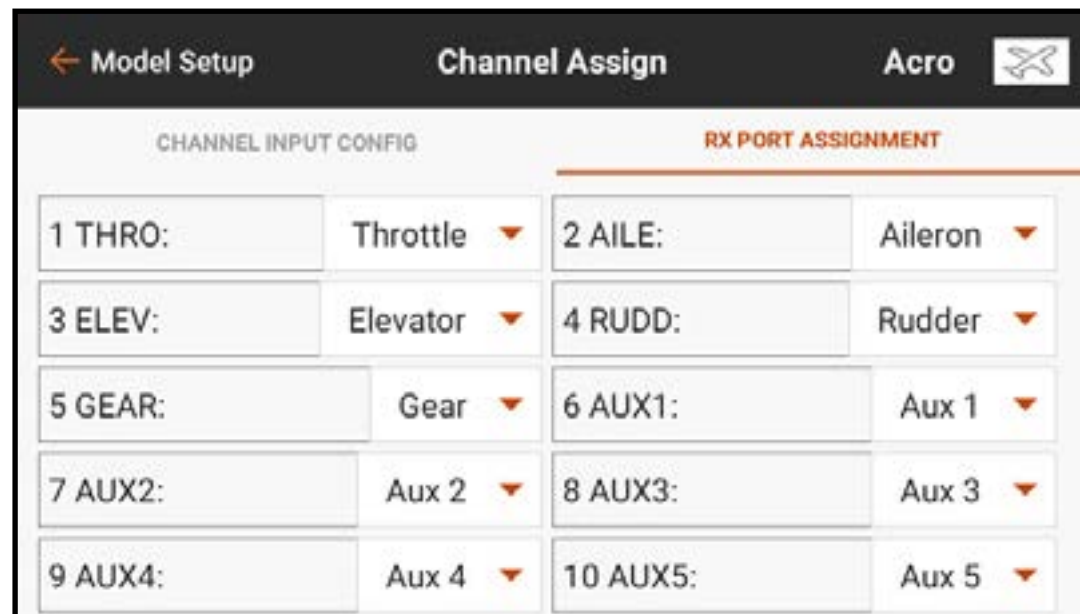 Model Setup Channel Assign Acro
CHANNEL INPUT CONFIG RX PORT ASSIGNMENT
1 THRO: Throttle 2 AILE: Aileron
3 ELEV: Elevator 4 RUDD: Rudder
5 GEAR: Gear 6 AUX1: Aux 1
7 AUX2: Aux 2 8 AUX3: Aux 3
9 AUX4: Aux 4 10 AUX5: Aux 5